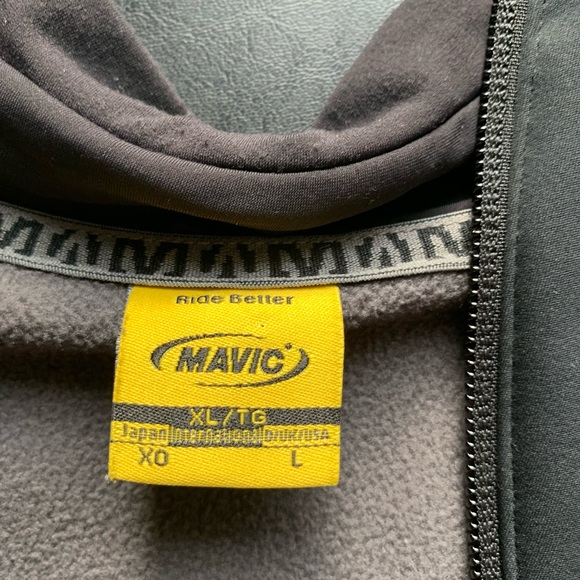 Ride Better
MAVIC
XL/TG
Japan International D/UK/USA
XO L